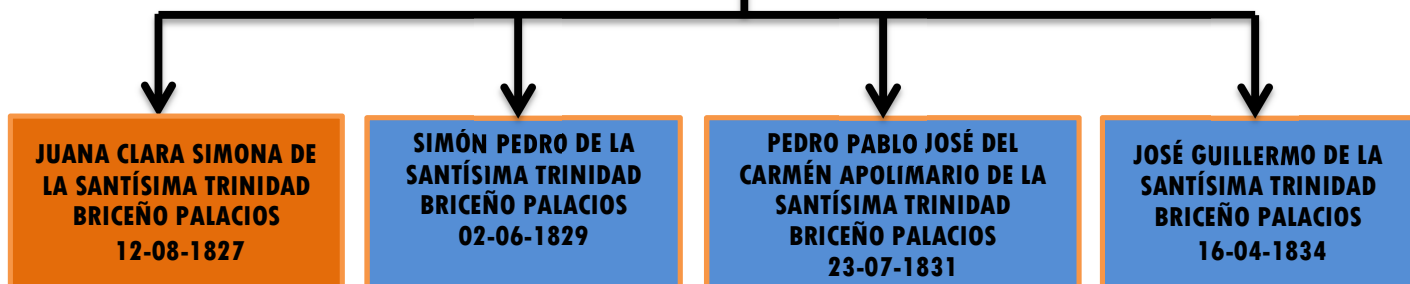 JUANA CLARA SIMONA DE
LA SANTÍSIMA TRINIDAD
BRICEÑO PALACIOS
12-08-1827
SIMÓN PEDRO DE LA
SANTÍSIMA TRINIDAD
BRICEÑO PALACIOS
02-06-1829
PEDRO PABLO JOSÉ DEL
CARMÉN APOLIMARIO DE LA
SANTÍSIMA TRINIDAD
BRICEÑO PALACIOS
23-07-1831
JOSÉ GUILLERMO DE LA
SANTÍSIMA TRINIDAD
BRICEÑO PALACIOS
16-04-1834